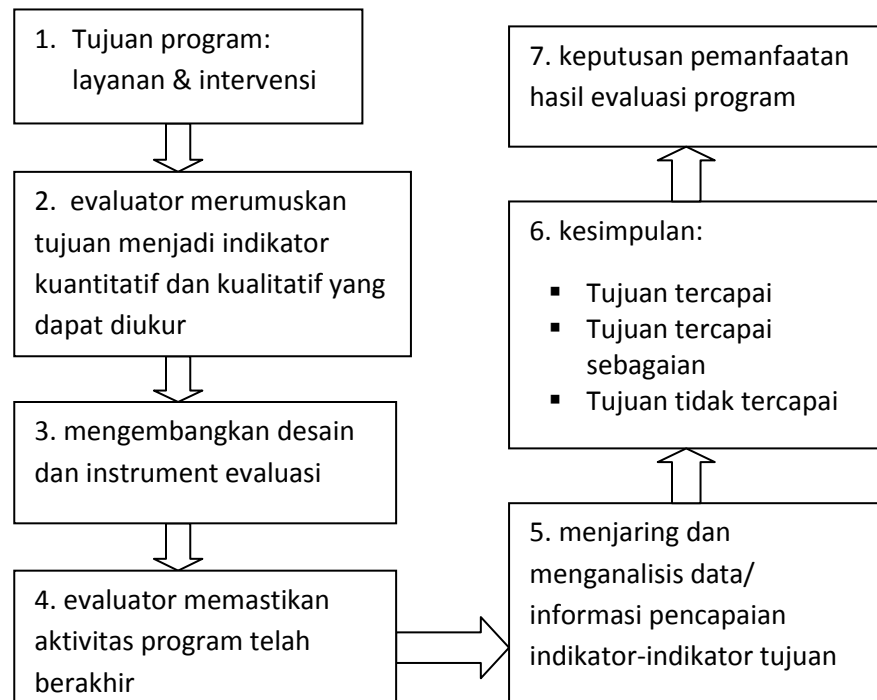 1. Tujuan program:
layanan & intervensi
2. evaluator merumuskan
tujuan menjadi indikator
kuantitatif dan kualitatif yang
dapat diukur
3. mengembangkan desain
dan instrument evaluasi
4. evaluator memastikan
aktivitas program telah
berakhir
5. menjaring dan
menganalisis data/
informasi pencapaian
indikator-indikator tujuan
6. kesimpulan:
▪ Tujuan tercapai
▪ Tujuan tercapai
sebagaian
▪ Tujuan tidak tercapai
7. keputusan pemanfaatan
hasil evaluasi program